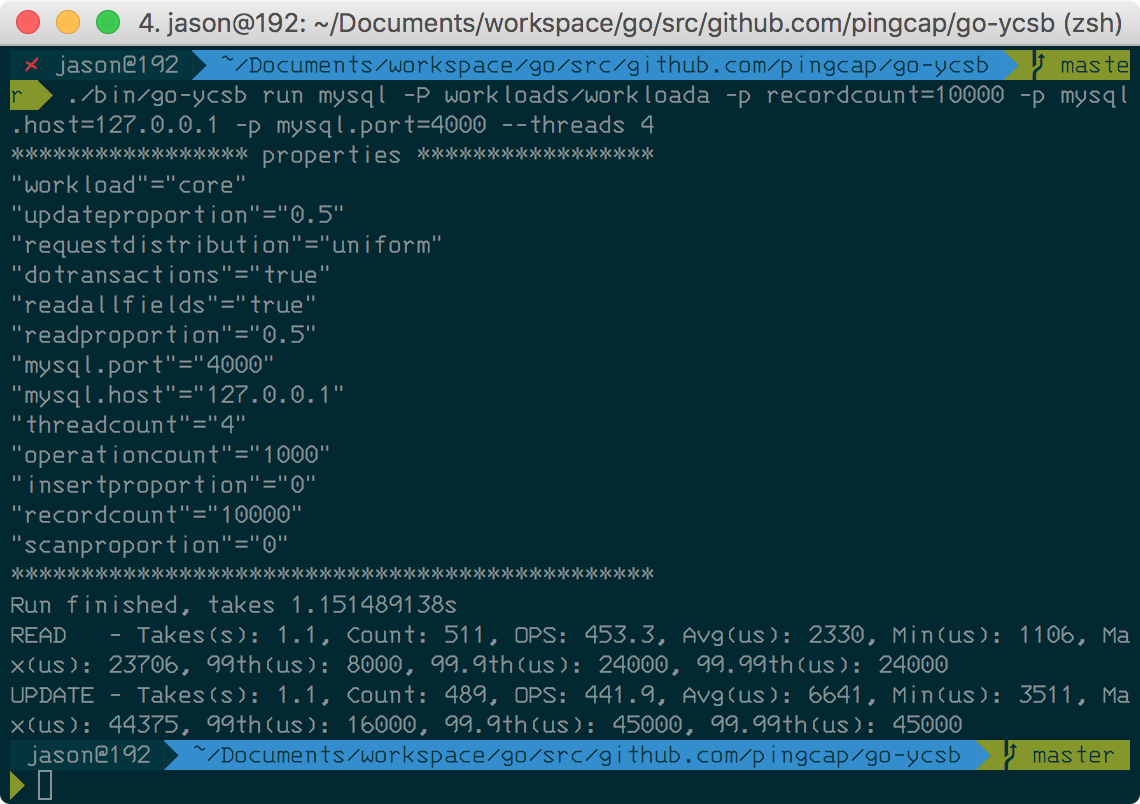 4. jason@192: ~/Documents/workspace/go/src/github.com/pingcap/go-ycsb (zsh)
✗ jason@192 ~/Documents/workspace/go/src/github.com/pingcap/go-ycsb maste
r ./bin/go-ycsb run mysql -P workloads/workloada -p recordcount=10000 -p mysql
.host=127.0.0.1 -p mysql.port=4000 --threads 4
***************** properties *****************
"workload"="core"
"updateproportion"="0.5"
"requestdistribution"="uniform"
"dotransactions"="true"
"readallfields"="true"
"readproportion"="0.5"
"mysql.port"="4000"
"mysql.host"="127.0.0.1"
"threadcount"="4"
"operationcount"="1000"
"insertproportion"="0"
"recordcount"="10000"
"scanproportion"="0"
**********************************************
Run finished, takes 1.151489138s
READ   - Takes(s): 1.1, Count: 511, OPS: 453.3, Avg(us): 2330, Min(us): 1106, Ma
x(us): 23706, 99th(us): 8000, 99.9th(us): 24000, 99.99th(us): 24000
UPDATE - Takes(s): 1.1, Count: 489, OPS: 441.9, Avg(us): 6641, Min(us): 3511, Ma
x(us): 44375, 99th(us): 16000, 99.9th(us): 45000, 99.99th(us): 45000
jason@192 ~/Documents/workspace/go/src/github.com/pingcap/go-ycsb master